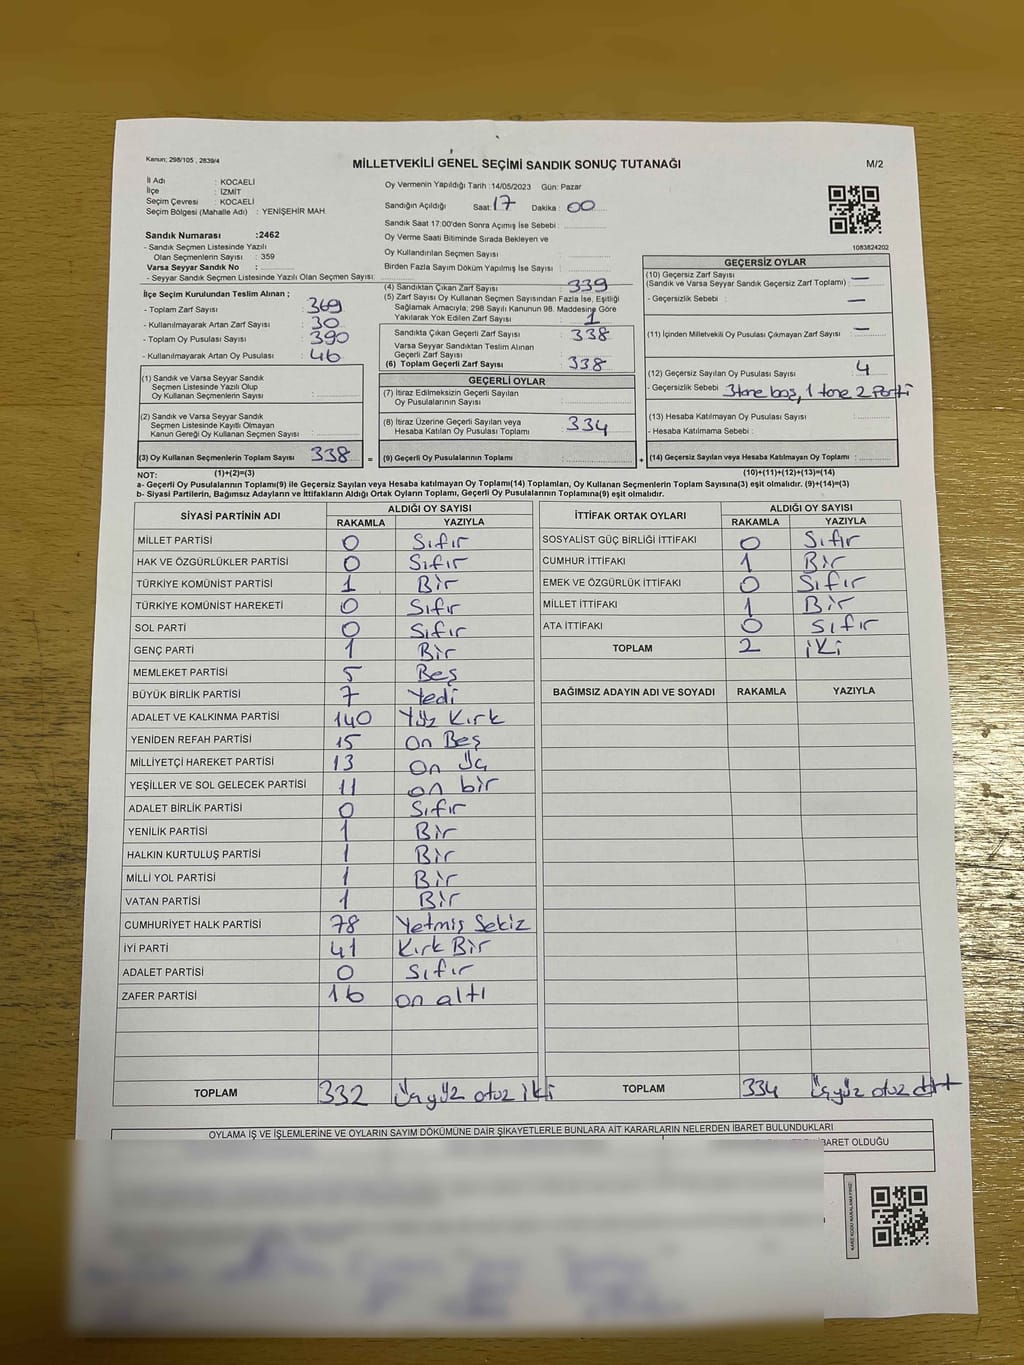 Kanun; 298/105 , 2839/4
MİLLETVEKİLİ GENEL SEÇİMİ SANDIK SONUÇ TUTANAĞI
M/2
İl Adı : KOCAELİ
İlçe : İZMİT
Seçim Çevresi : KOCAELİ
Seçim Bölgesi (Mahalle Adı) : YENİŞEHİR MAH.
Sandık Numarası :2462
- Sandık Seçmen Listesinde Yazılı
Olan Seçmenlerin Sayısı : 359
Varsa Seyyar Sandık No :
- Seyyar Sandık Seçmen Listesinde Yazılı Olan Seçmen Sayısı:
Oy Vermenin Yapıldığı Tarih :14/05/2023 Gün: Pazar
Sandığın Açıldığı Saat: 17 Dakika : 00
Sandık Saat 17:00'den Sonra Açımış İse Sebebi :
Oy Verme Saati Bitiminde Sırada Bekleyen ve
Oy Kullandırılan Seçmen Sayısı :
Birden Fazla Sayım Döküm Yapılmış İse Sayısı :
1083824202
İlçe Seçim Kurulundan Teslim Alınan ;
- Toplam Zarf Sayısı : 369
- Kullanılmayarak Artan Zarf Sayısı : 30
- Toplam Oy Pusulası Sayısı : 390
- Kullanılmayarak Artan Oy Pusulası : 46
(4) Sandıktan Çıkan Zarf Sayısı : 339
(5) Zarf Sayısı Oy Kullanan Seçmen Sayısından Fazla İse, Eşitliği
Sağlamak Amacıyla; 298 Sayılı Kanunun 98. Maddesine Göre
Yakılarak Yok Edilen Zarf Sayısı : 1
Sandıkta Çıkan Geçerli Zarf Sayısı : 338
Varsa Seyyar Sandıktan Teslim Alınan
Geçerli Zarf Sayısı :
(6) Toplam Geçerli Zarf Sayısı : 338
GEÇERSİZ OYLAR
(10) Geçersiz Zarf Sayısı
(Sandık ve Varsa Seyyar Sandık Geçersiz Zarf Toplamı) : —
- Geçersizlik Sebebi : —
(11) İçinden Milletvekili Oy Pusulası Çıkmayan Zarf Sayısı : —
(12) Geçersiz Sayılan Oy Pusulası Sayısı : 4
- Geçersizlik Sebebi : 3 tane boş, 1 tane 2 Parti
(13) Hesaba Katılmayan Oy Pusulası Sayısı :
- Hesaba Katılmama Sebebi :
(14) Geçersiz Sayılan veya Hesaba Katılmayan Oy Toplamı :
(1) Sandık ve Varsa Seyyar Sandık
Seçmen Listesinde Yazılı Olup
Oy Kullanan Seçmenlerin Sayısı :
(2) Sandık ve Varsa Seyyar Sandık
Seçmen Listesinde Kayıtlı Olmayan
Kanun Gereği Oy Kullanan Seçmen Sayısı :
(3) Oy Kullanan Seçmenlerin Toplam Sayısı : 338 =
GEÇERLİ OYLAR
(7) İtiraz Edilmeksizin Geçerli Sayılan
Oy Pusulalarının Sayısı :
(8) İtiraz Üzerine Geçerli Sayılan veya
Hesaba Katılan Oy Pusulası Toplamı : 334
(9) Geçerli Oy Pusulalarının Toplamı : +
NOT: (1)+(2)=(3) (10)+(11)+(12)+(13)=(14)
a- Geçerli Oy Pusulalarının Toplamı(9) ile Geçersiz Sayılan veya Hesaba katılmayan Oy Toplamı(14) Toplamları, Oy Kullanan Seçmenlerin Toplam Sayısına(3) eşit olmalıdır. (9)+(14)=(3)
b- Siyasi Partilerin, Bağımsız Adayların ve İttifakların Aldığı Ortak Oyların Toplamı, Geçerli Oy Pusulalarının Toplamına(9) eşit olmalıdır.
SİYASİ PARTİNİN ADI ALDIĞI OY SAYISI
RAKAMLA YAZIYLA
MİLLET PARTİSİ 0 Sıfır
HAK VE ÖZGÜRLÜKLER PARTİSİ 0 Sıfır
TÜRKİYE KOMÜNİST PARTİSİ 1 Bir
TÜRKİYE KOMÜNİST HAREKETİ 0 Sıfır
SOL PARTİ 0 Sıfır
GENÇ PARTİ 1 Bir
MEMLEKET PARTİSİ 5 Beş
BÜYÜK BİRLİK PARTİSİ 7 Yedi
ADALET VE KALKINMA PARTİSİ 140 Yüz Kırk
YENİDEN REFAH PARTİSİ 15 On Beş
MİLLİYETÇİ HAREKET PARTİSİ 13 On Üç
YEŞİLLER VE SOL GELECEK PARTİSİ 11 on bir
ADALET BİRLİK PARTİSİ 0 Sıfır
YENİLİK PARTİSİ 1 Bir
HALKIN KURTULUŞ PARTİSİ 1 Bir
MİLLİ YOL PARTİSİ 1 Bir
VATAN PARTİSİ 1 Bir
CUMHURİYET HALK PARTİSİ 78 Yetmiş Sekiz
İYİ PARTİ 41 Kırk Bir
ADALET PARTİSİ 0 Sıfır
ZAFER PARTİSİ 16 on altı
TOPLAM 332 Üçyüz otuz iki
İTTİFAK ORTAK OYLARI ALDIĞI OY SAYISI
RAKAMLA YAZIYLA
SOSYALİST GÜÇ BİRLİĞİ İTTİFAKI 0 Sıfır
CUMHUR İTTİFAKI 1 Bir
EMEK VE ÖZGÜRLÜK İTTİFAKI 0 Sıfır
MİLLET İTTİFAKI 1 Bir
ATA İTTİFAKI 0 Sıfır
TOPLAM 2 iki
BAĞIMSIZ ADAYIN ADI VE SOYADI RAKAMLA YAZIYLA
TOPLAM 334 Üçyüz otuz dört
OYLAMA İŞ VE İŞLEMLERİNE VE OYLARIN SAYIM DÖKÜMÜNE DAİR ŞİKAYETLERLE BUNLARA AİT KARARLARIN NELERDEN İBARET BULUNDUKLARI
İBARET OLDUĞU